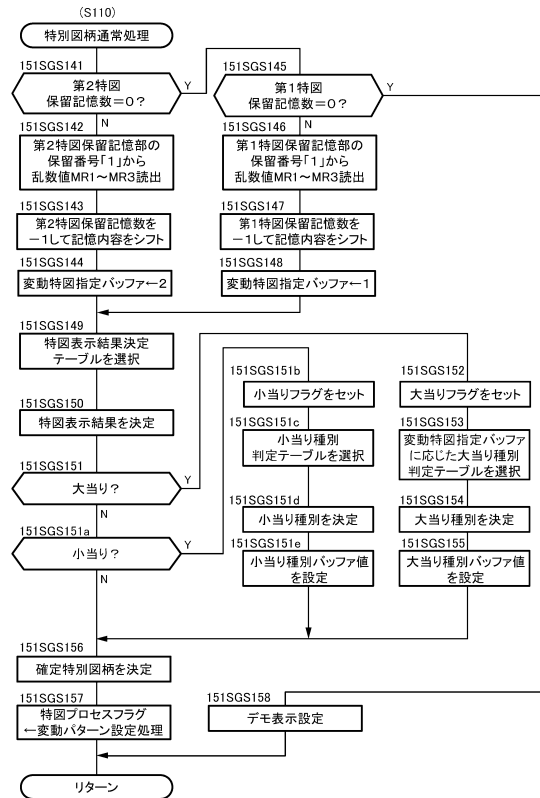 (S110)
特別図柄通常処理
151SGS141
第2特図
保留記憶数=0?
Y
N
151SGS142
第2特図保留記憶部の
保留番号「1」から
乱数値MR1~MR3読出
151SGS143
第2特図保留記憶数を
-1して記憶内容をシフト
151SGS144
変動特図指定バッファ←2
151SGS145
第1特図
保留記憶数=0?
Y
N
151SGS146
第1特図保留記憶部の
保留番号「1」から
乱数値MR1~MR3読出
151SGS147
第1特図保留記憶数を
-1して記憶内容をシフト
151SGS148
変動特図指定バッファ←1
151SGS149
特図表示結果決定
テーブルを選択
151SGS150
特図表示結果を決定
151SGS151
大当り?
Y
N
151SGS151a
小当り?
Y
N
151SGS151b
小当りフラグをセット
151SGS151c
小当り種別
判定テーブルを選択
151SGS151d
小当り種別を決定
151SGS151e
小当り種別バッファ値
を設定
151SGS152
大当りフラグをセット
151SGS153
変動特図指定バッファ
に応じた大当り種別
判定テーブルを選択
151SGS154
大当り種別を決定
151SGS155
大当り種別バッファ値
を設定
151SGS156
確定特別図柄を決定
151SGS157
特図プロセスフラグ
←変動パターン設定処理
151SGS158
デモ表示設定
リターン